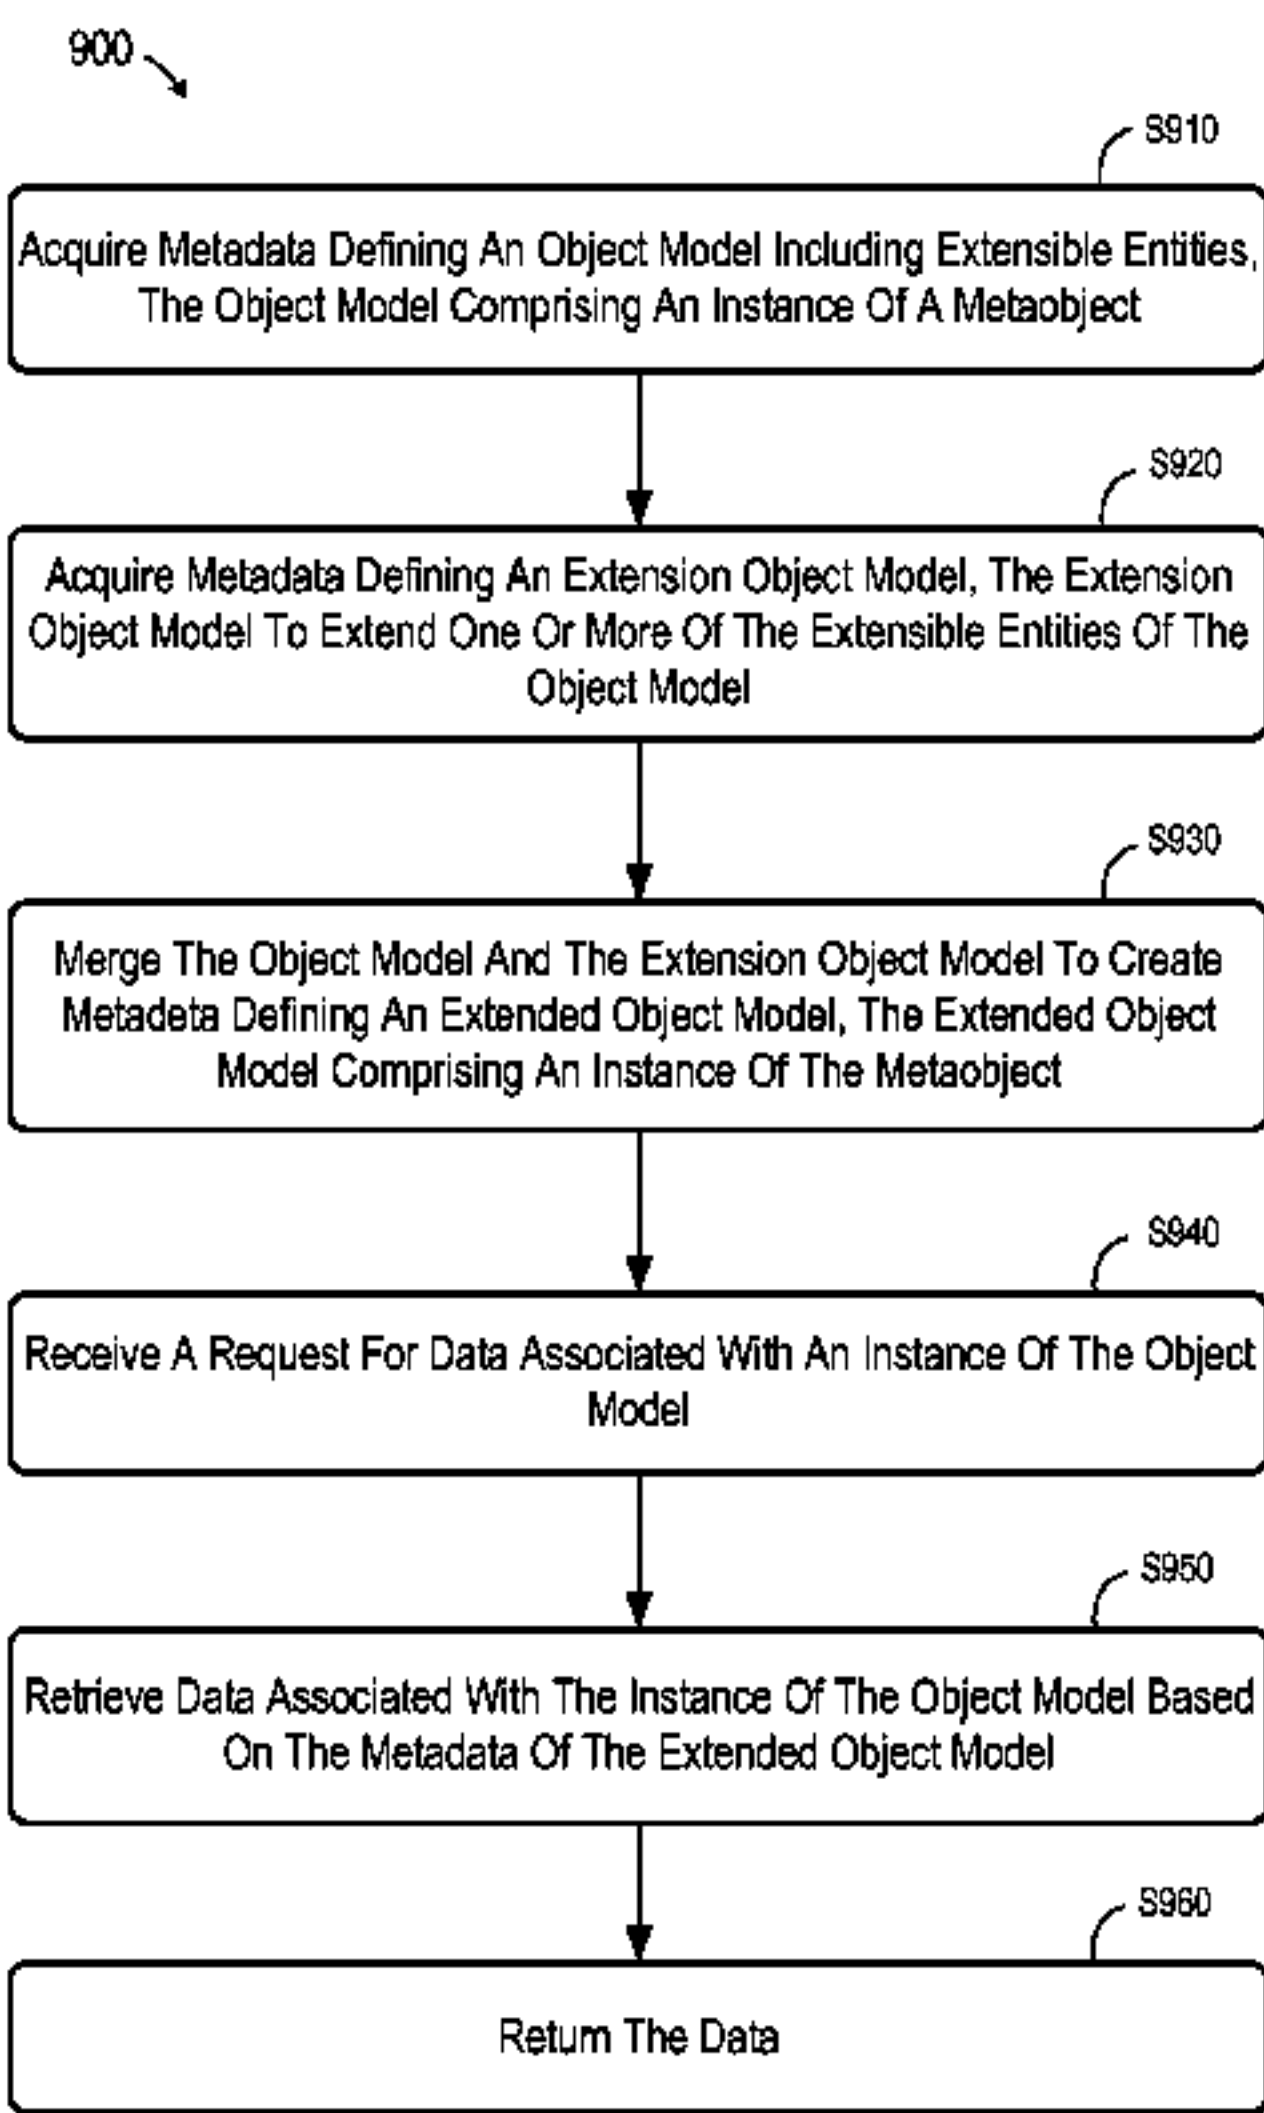 900
S910
Acquire Metadata Defining An Object Model Including Extensible Entities,
The Object Model Comprising An Instance Of A Metaobject
S920
Acquire Metadata Defining An Extension Object Model, The Extension
Object Model To Extend One Or More Of The Extensible Entities Of The
Object Model
S930
Merge The Object Model And The Extension Object Model To Create
Metadeta Defining An Extended Object Model, The Extended Object
Model Comprising An Instance Of The Metaobject
S940
Receive A Request For Data Associated With An Instance Of The Object
Model
S950
Retrieve Data Associated With The Instance Of The Object Model Based
On The Metadata Of The Extended Object Model
S960
Return The Data